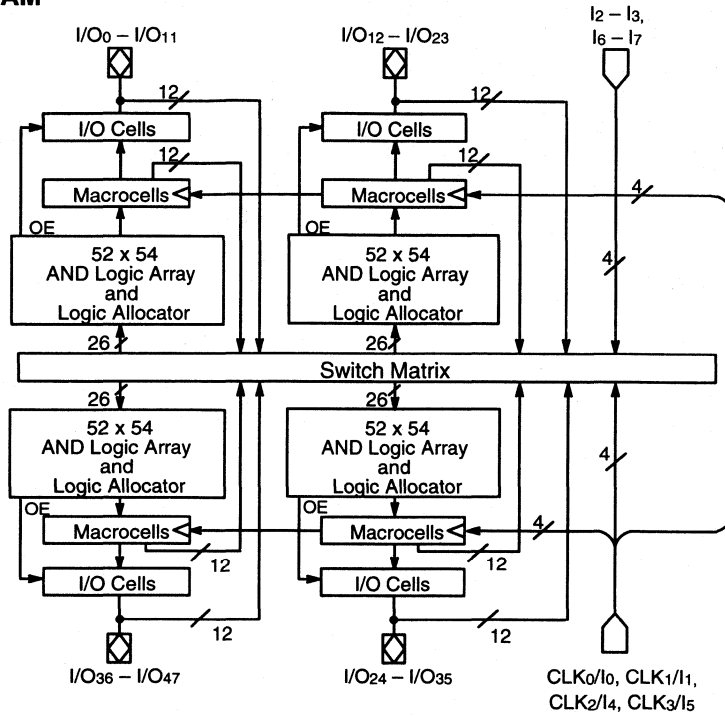 AM
I2 – I3,
I6 – I7
I/O0 – I/O11
I/O12 – I/O23
12
12
I/O Cells
I/O Cells
12
12
Macrocells
Macrocells
4
OE
OE
52 x 54
AND Logic Array
and
Logic Allocator
52 x 54
AND Logic Array
and
Logic Allocator
4
26
26
Switch Matrix
26
26
52 x 54
AND Logic Array
and
Logic Allocator
52 x 54
AND Logic Array
and
Logic Allocator
4
OE
OE
Macrocells
Macrocells
4
12
12
I/O Cells
I/O Cells
12
12
I/O36 – I/O47
I/O24 – I/O35
CLK0/I0, CLK1/I1,
CLK2/I4, CLK3/I5